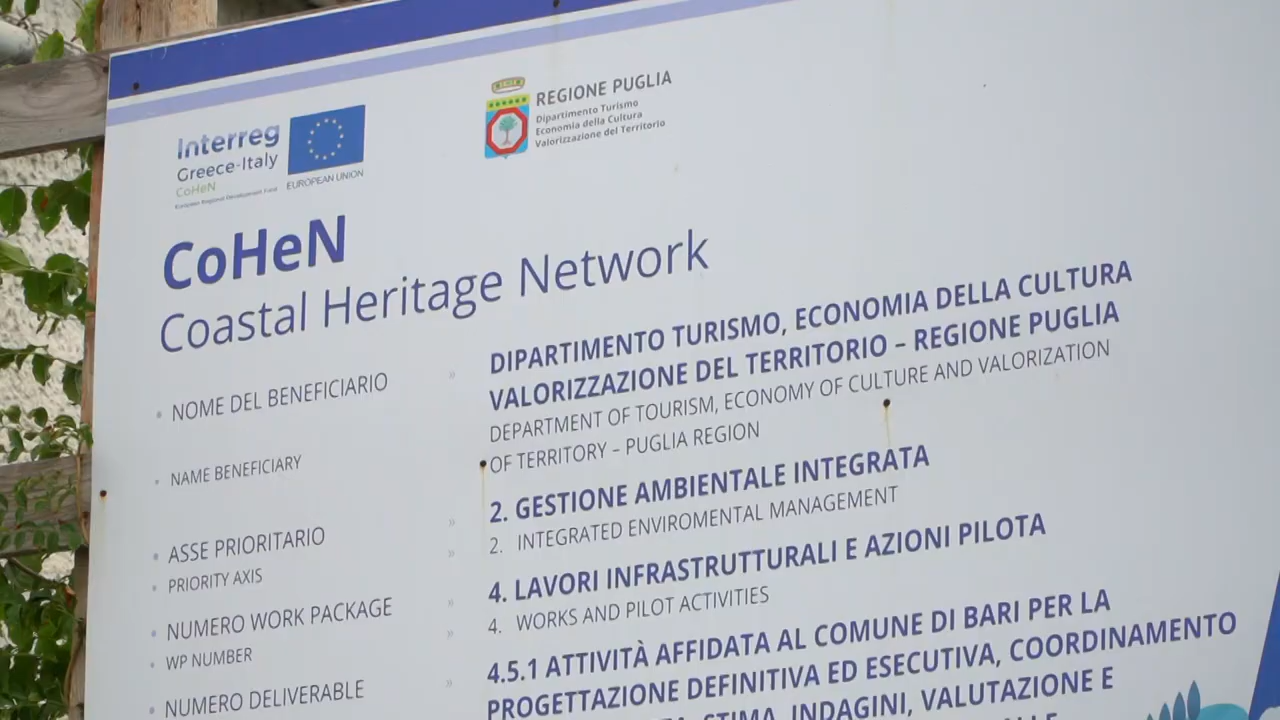 Interreg
Greece-Italy
CoHeN
European Regional Development Fund
EUROPEAN UNION
REGIONE PUGLIA
Dipartimento Turismo
Economia della Cultura
Valorizzazione del Territorio
CoHeN
Coastal Heritage Network
• NOME DEL BENEFICIARIO » DIPARTIMENTO TURISMO, ECONOMIA DELLA CULTURA
VALORIZZAZIONE DEL TERRITORIO – REGIONE PUGLIA
• NAME BENEFICIARY DEPARTMENT OF TOURISM, ECONOMY OF CULTURE AND VALORIZATION
OF TERRITORY – PUGLIA REGION
• ASSE PRIORITARIO » 2. GESTIONE AMBIENTALE INTEGRATA
• PRIORITY AXIS » 2. INTEGRATED ENVIROMENTAL MANAGEMENT
• NUMERO WORK PACKAGE » 4. LAVORI INFRASTRUTTURALI E AZIONI PILOTA
• WP NUMBER » 4. WORKS AND PILOT ACTIVITIES
• NUMERO DELIVERABLE » 4.5.1 ATTIVITÀ AFFIDATA AL COMUNE DI BARI PER LA
PROGETTAZIONE DEFINITIVA ED ESECUTIVA, COORDINAMENTO
STIMA, INDAGINI, VALUTAZIONE E